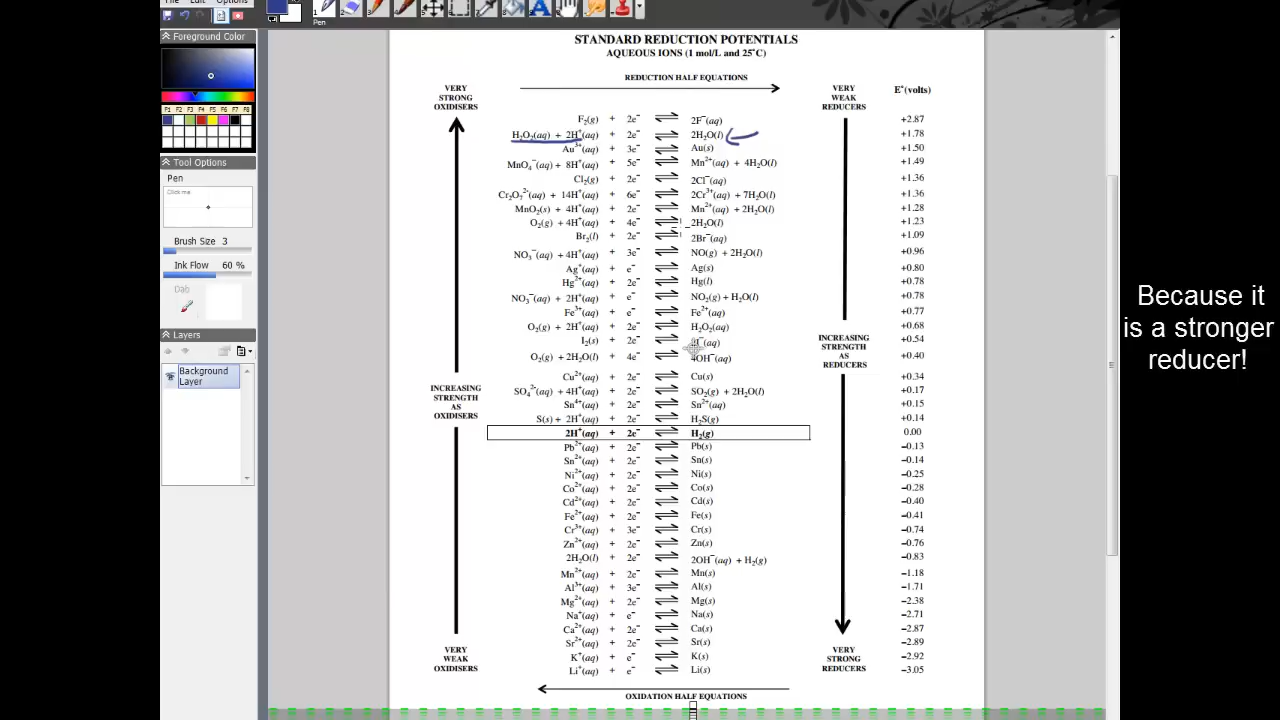 File Edit Options
1
Pen
Foreground Color
F1 F2 F3 F4 F5 F6 F7 F8
Tool Options
Pen
Click me
Brush Size 3
Ink Flow 60 %
Dab
Layers
Background Layer
STANDARD REDUCTION POTENTIALS
AQUEOUS IONS (1 mol/L and 25˚C)
REDUCTION HALF EQUATIONS
VERY STRONG OXIDISERS
VERY WEAK REDUCERS
E˚(volts)
F₂(g) + 2e⁻ ⇌ 2F⁻(aq) +2.87
H₂O₂(aq) + 2H⁺(aq) + 2e⁻ ⇌ 2H₂O(l) +1.78
Au³⁺(aq) + 3e⁻ ⇌ Au(s) +1.50
MnO₄⁻(aq) + 8H⁺(aq) + 5e⁻ ⇌ Mn²⁺(aq) + 4H₂O(l) +1.49
Cl₂(g) + 2e⁻ ⇌ 2Cl⁻(aq) +1.36
Cr₂O₇²⁻(aq) + 14H⁺(aq) + 6e⁻ ⇌ 2Cr³⁺(aq) + 7H₂O(l) +1.36
MnO₂(s) + 4H⁺(aq) + 2e⁻ ⇌ Mn²⁺(aq) + 2H₂O(l) +1.28
O₂(g) + 4H⁺(aq) + 4e⁻ ⇌ 2H₂O(l) +1.23
Br₂(l) + 2e⁻ ⇌ 2Br⁻(aq) +1.09
NO₃⁻(aq) + 4H⁺(aq) + 3e⁻ ⇌ NO(g) + 2H₂O(l) +0.96
Ag⁺(aq) + e⁻ ⇌ Ag(s) +0.80
Hg²⁺(aq) + 2e⁻ ⇌ Hg(l) +0.78
NO₃⁻(aq) + 2H⁺(aq) + e⁻ ⇌ NO₂(g) + H₂O(l) +0.78
Fe³⁺(aq) + e⁻ ⇌ Fe²⁺(aq) +0.77
O₂(g) + 2H⁺(aq) + 2e⁻ ⇌ H₂O₂(aq) +0.68
I₂(s) + 2e⁻ ⇌ 2I⁻(aq) +0.54
O₂(g) + 2H₂O(l) + 4e⁻ ⇌ 4OH⁻(aq) +0.40
Cu²⁺(aq) + 2e⁻ ⇌ Cu(s) +0.34
SO₄²⁻(aq) + 4H⁺(aq) + 2e⁻ ⇌ SO₂(g) + 2H₂O(l) +0.17
Sn⁴⁺(aq) + 2e⁻ ⇌ Sn²⁺(aq) +0.15
S(s) + 2H⁺(aq) + 2e⁻ ⇌ H₂S(g) +0.14
2H⁺(aq) + 2e⁻ ⇌ H₂(g) 0.00
Pb²⁺(aq) + 2e⁻ ⇌ Pb(s) −0.13
Sn²⁺(aq) + 2e⁻ ⇌ Sn(s) −0.14
Ni²⁺(aq) + 2e⁻ ⇌ Ni(s) −0.25
Co²⁺(aq) + 2e⁻ ⇌ Co(s) −0.28
Cd²⁺(aq) + 2e⁻ ⇌ Cd(s) −0.40
Fe²⁺(aq) + 2e⁻ ⇌ Fe(s) −0.41
Cr³⁺(aq) + 3e⁻ ⇌ Cr(s) −0.74
Zn²⁺(aq) + 2e⁻ ⇌ Zn(s) −0.76
2H₂O(l) + 2e⁻ ⇌ 2OH⁻(aq) + H₂(g) −0.83
Mn²⁺(aq) + 2e⁻ ⇌ Mn(s) −1.18
Al³⁺(aq) + 3e⁻ ⇌ Al(s) −1.71
Mg²⁺(aq) + 2e⁻ ⇌ Mg(s) −2.38
Na⁺(aq) + e⁻ ⇌ Na(s) −2.71
Ca²⁺(aq) + 2e⁻ ⇌ Ca(s) −2.87
Sr²⁺(aq) + 2e⁻ ⇌ Sr(s) −2.89
K⁺(aq) + e⁻ ⇌ K(s) −2.92
Li⁺(aq) + e⁻ ⇌ Li(s) −3.05
INCREASING STRENGTH AS OXIDISERS
INCREASING STRENGTH AS REDUCERS
VERY WEAK OXIDISERS
VERY STRONG REDUCERS
OXIDATION HALF EQUATIONS
Because it
is a stronger
reducer!